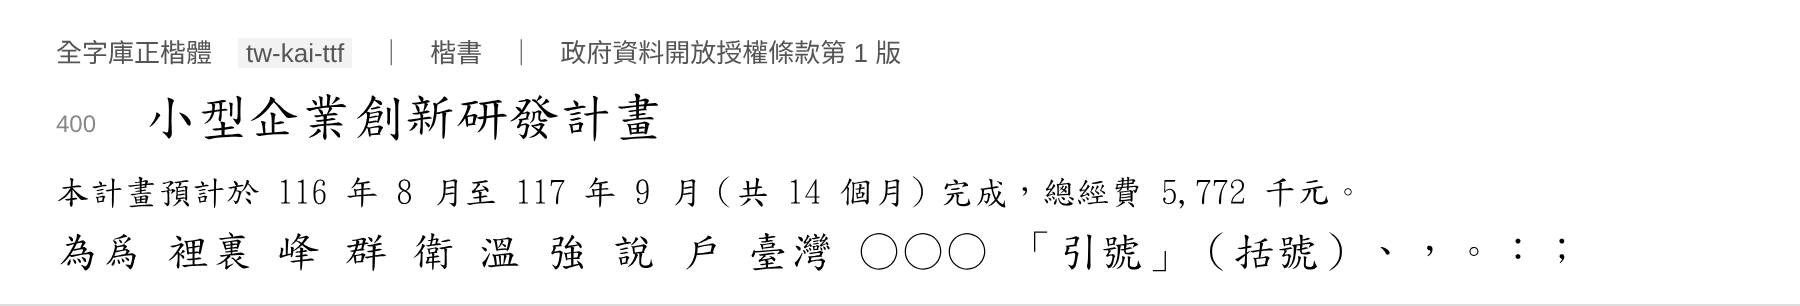 全字庫正楷體 tw-kai-ttf ｜ 楷書 ｜ 政府資料開放授權條款第 1 版
400 小型企業創新研發計畫
本計畫預計於 116 年 8 月至 117 年 9 月（共 14 個月）完成，總經費 5,772 千元。
為爲 裡裏 峰 群 衛 溫 強 說 戶 臺灣 〇〇〇 「引號」（括號）、，。：；